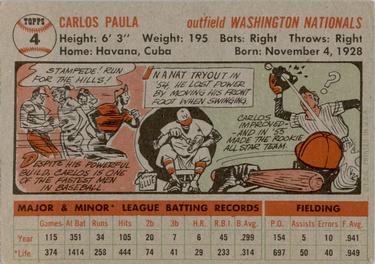 TOPPS
4
CARLOS PAULA
outfield WASHINGTON NATIONALS
Height: 6' 3" Weight: 195 Bats: Right Throws: Right
Home: Havana, Cuba Born: November 4, 1928
STAMPEDE! RUN
FOR THE HILLS!
DESPITE HIS POWERFUL
BUILD, CARLOS IS ONE
OF THE FASTEST MEN
IN BASEBALL
IN A NAT TRYOUT IN
54, HE LOST POWER
BY MOVING HIS FRONT
FOOT WHEN SWINGING.
CARLOS
IMPROVED—
AND IN '55
MADE THE ROOKIE
ALL STAR TEAM.
MAJOR & MINOR* LEAGUE BATTING RECORDS
FIELDING
Games At Bat Runs Hits 2b 3b H.R. R.B.I. B.Avg. P.O. Assists Errors F. Avg.
YEAR 115 351 34 105 20 7 6 45 .299 154 5 10 .941
*LIFE 374 1414 258 444 74 25 41 258 .314 697 50 40 .949